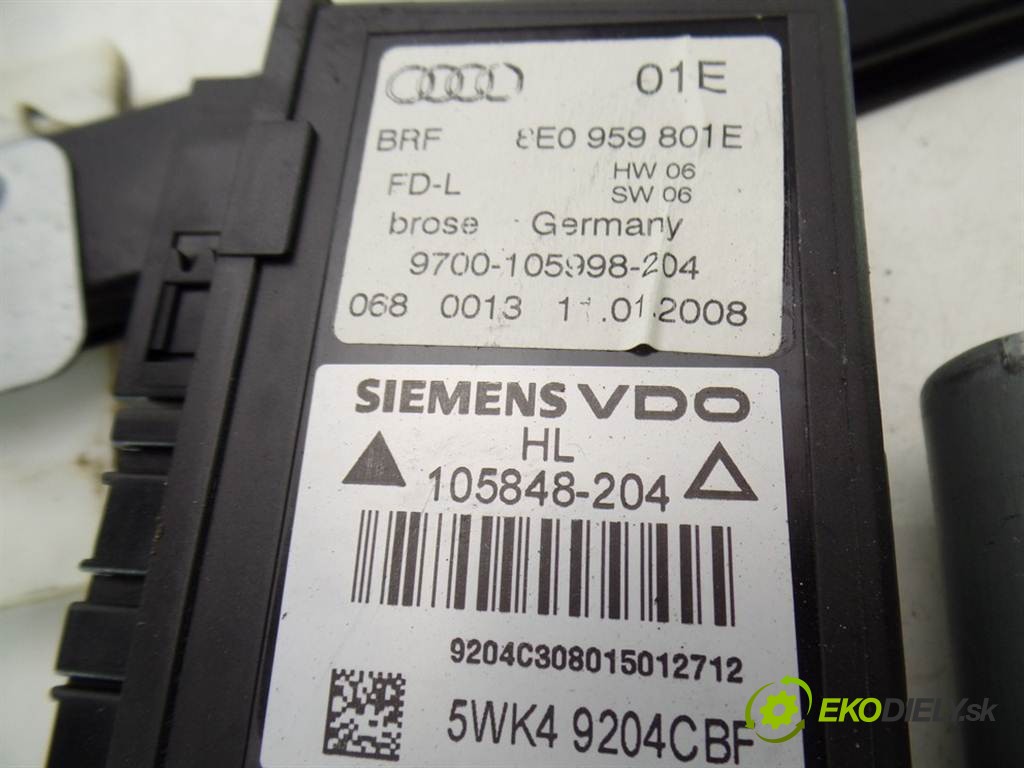 01E
BRF 8E0 959 801E
FD-L HW 06
SW 06
brose Germany
9700-105998-204
068 0013 11.01.2008
SIEMENS VDO
HL
105848-204
9204C308015012712
5WK4 9204CBF
EKODIELY.sk